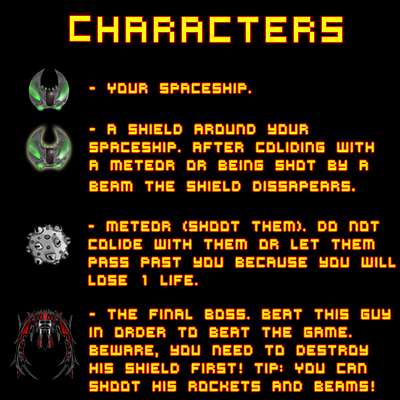 CHARACTERS
- YOUR SPACESHIP.
- A SHIELD AROUND YOUR
SPACESHIP. AFTER COLIDING WITH
A METEOR OR BEING SHOT BY A
BEAM THE SHIELD DISSAPEARS.
- METEOR (SHOOT THEM). DO NOT
COLIDE WITH THEM OR LET THEM
PASS PAST YOU BECAUSE YOU WILL
LOSE 1 LIFE.
- THE FINAL BOSS. BEAT THIS GUY
IN ORDER TO BEAT THE GAME.
BEWARE, YOU NEED TO DESTROY
HIS SHIELD FIRST! TIP: YOU CAN
SHOOT HIS ROCKETS AND BEAMS!